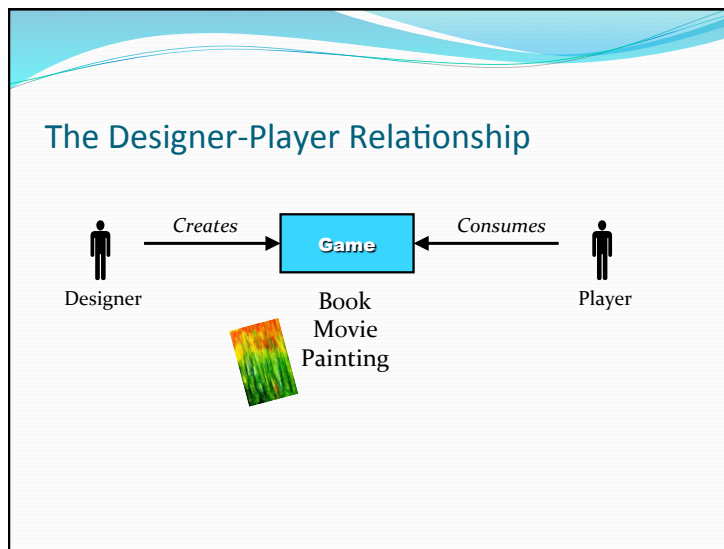 The Designer-Player Relationship
Creates
Game
Consumes
Designer
Player
Book
Movie
Painting